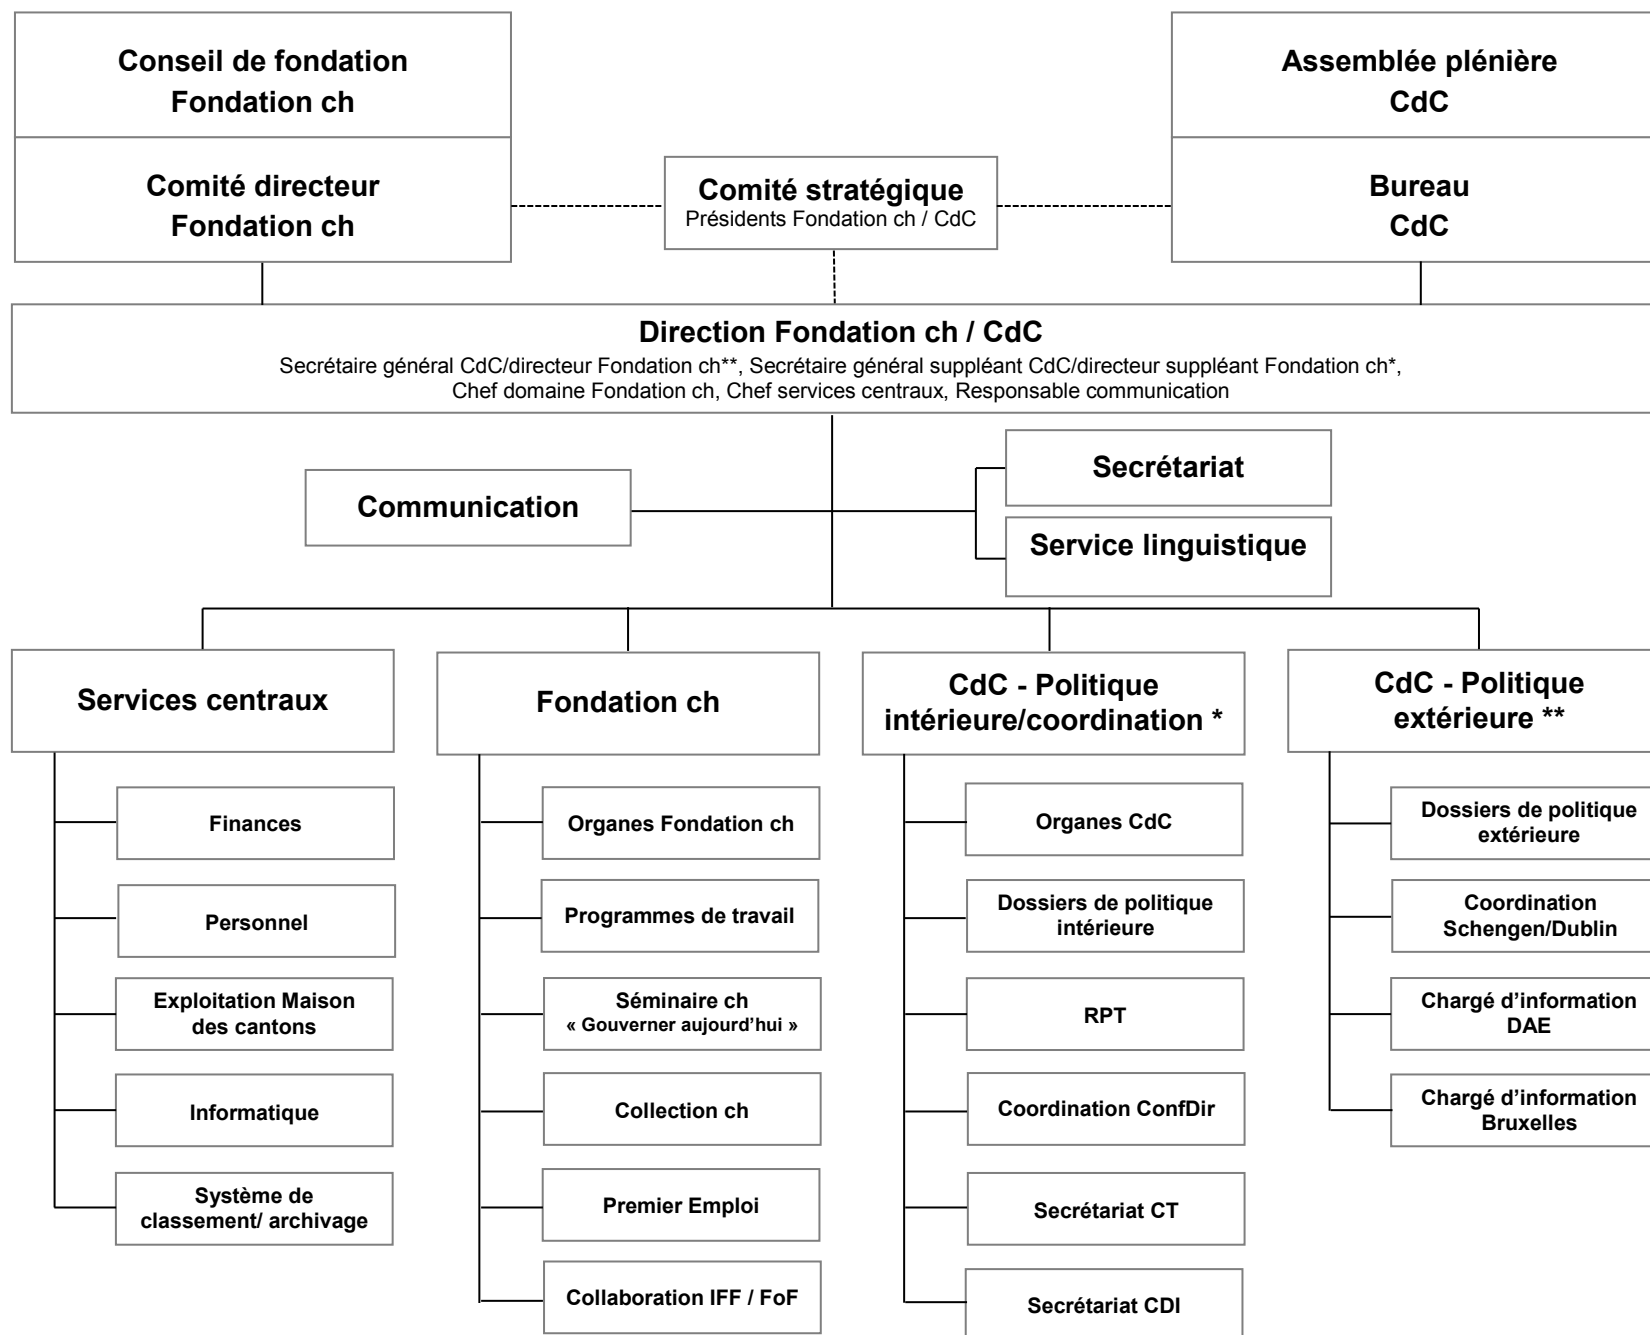 Conseil de fondation
Fondation ch
Assemblée plénière
CdC
Comité directeur
Fondation ch
Comité stratégique
Présidents Fondation ch / CdC
Bureau
CdC
Direction Fondation ch / CdC
Secrétaire général CdC/directeur Fondation ch**, Secrétaire général suppléant CdC/directeur suppléant Fondation ch*,
Chef domaine Fondation ch, Chef services centraux, Responsable communication
Communication
Secrétariat
Service linguistique
Services centraux
Finances
Personnel
Exploitation Maison
des cantons
Informatique
Système de
classement/ archivage
Fondation ch
Organes Fondation ch
Programmes de travail
Séminaire ch
« Gouverner aujourd’hui »
Collection ch
Premier Emploi
Collaboration IFF / FoF
CdC - Politique
intérieure/coordination *
Organes CdC
Dossiers de politique
intérieure
RPT
Coordination ConfDir
Secrétariat CT
Secrétariat CDI
CdC - Politique
extérieure **
Dossiers de politique
extérieure
Coordination
Schengen/Dublin
Chargé d’information
DAE
Chargé d’information
Bruxelles